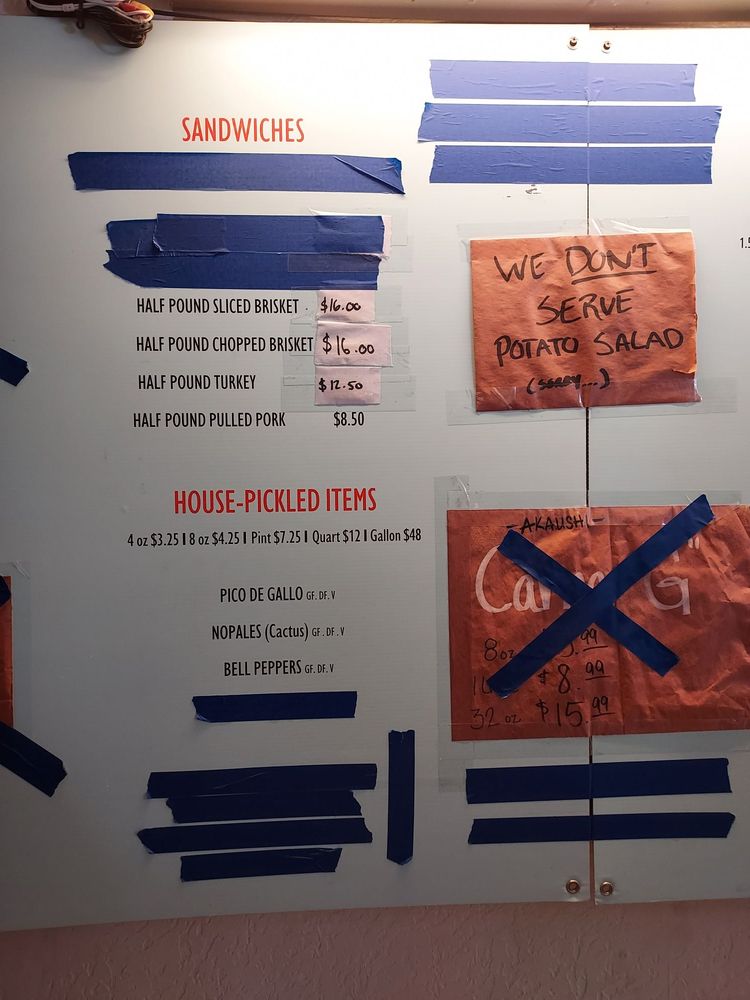 SANDWICHES
HALF POUND SLICED BRISKET $16.00
HALF POUND CHOPPED BRISKET $16.00
HALF POUND TURKEY $12.50
HALF POUND PULLED PORK $8.50
HOUSE-PICKLED ITEMS
4 oz $3.25 | 8 oz $4.25 | Pint $7.25 | Quart $12 | Gallon $48
PICO DE GALLO GF. DF. V
NOPALES (Cactus) GF. DF. V
BELL PEPPERS GF. DF. V
WE DON'T
SERVE
POTATO SALAD
(SORRY...)
-AKAUSHI-
G
8oz .99
$8.99
32 oz $15.99